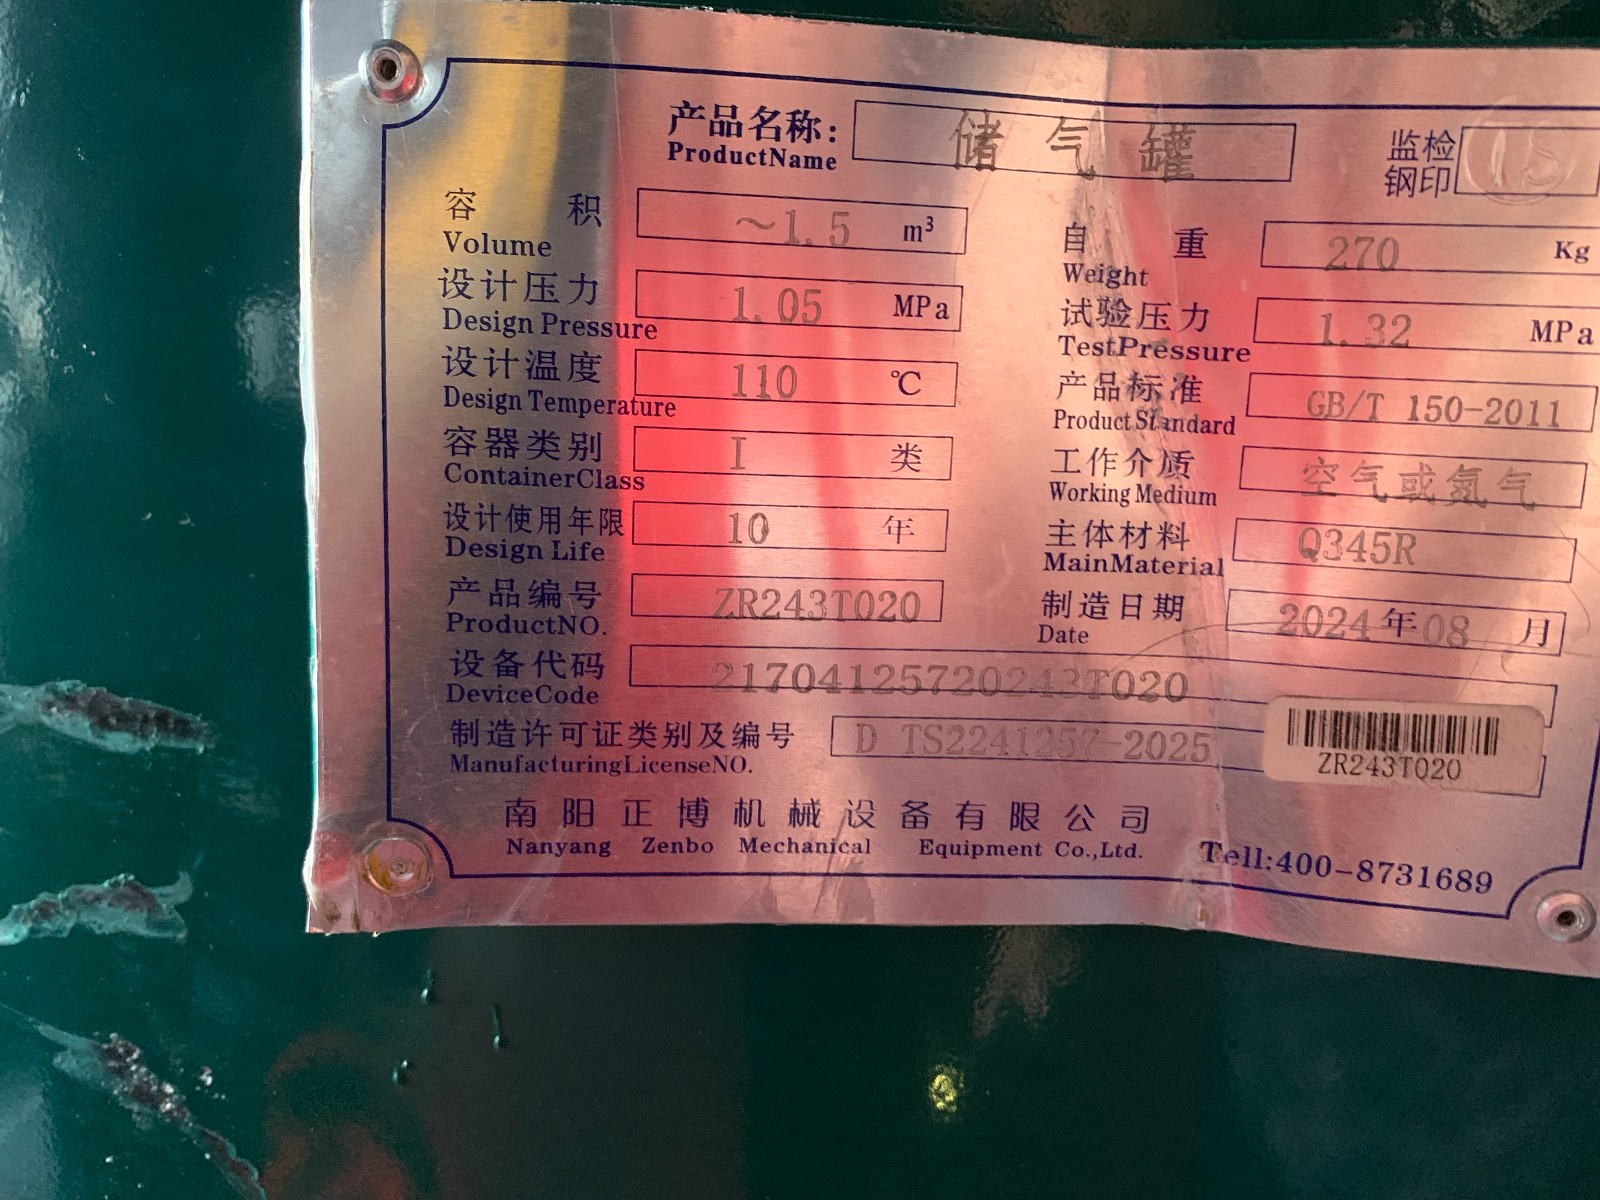 产品名称: 储气罐 监检
ProductName 钢印 TS
容积 ~1.5 m³ 自重 270 Kg
Volume Weight
设计压力 1.05 MPa 试验压力 1.32 MPa
Design Pressure TestPressure
设计温度 110 ℃ 产品标准 GB/T 150-2011
Design Temperature Product Standard
容器类别 I 类 工作介质 空气或氮气
ContainerClass Working Medium
设计使用年限 10 年 主体材料 Q345R
Design Life MainMaterial
产品编号 ZR243T020 制造日期 2024年08月
ProductNO. Date
设备代码 21704125720243T020
DeviceCode
制造许可证类别及编号 D TS2241257-2025
ManufacturingLicenseNO. ZR243T020
南阳正博机械设备有限公司
Nanyang Zenbo Mechanical Equipment Co.,Ltd. Tell:400-8731689